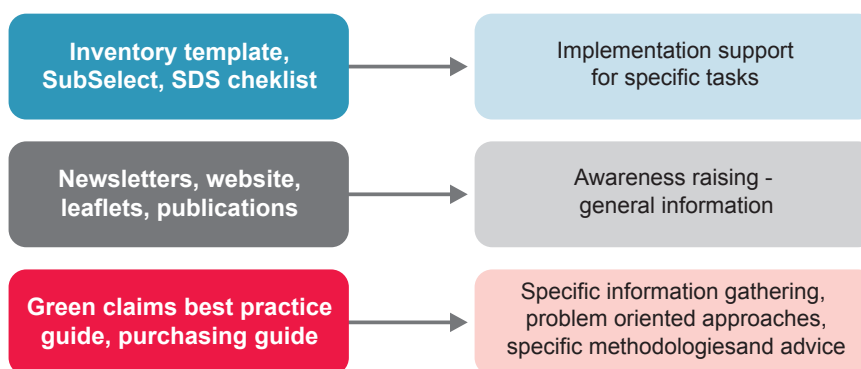 Inventory template,
SubSelect, SDS cheklist
Implementation support
for specific tasks
Newsletters, website,
leaflets, publications
Awareness raising -
general information
Green claims best practice
guide, purchasing guide
Specific information gathering,
problem oriented approaches,
specific methodologiesand advice